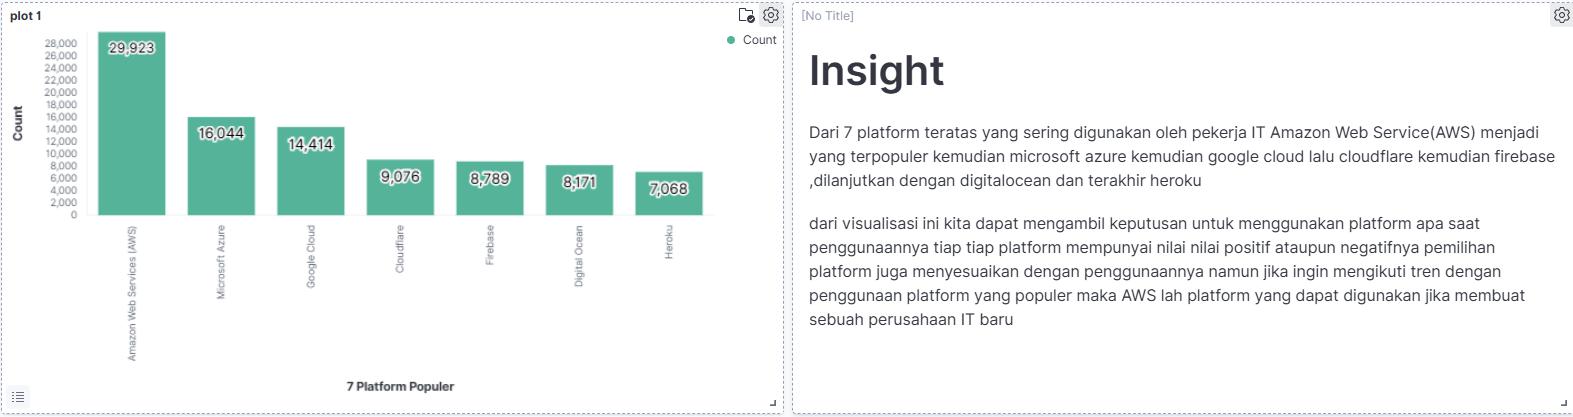 plot 1
Count
28,000
26,000
24,000
22,000
20,000
18,000
16,000
14,000
12,000
10,000
8,000
6,000
4,000
2,000
0
Count
29,923
16,044
14,414
9,076
8,789
8,171
7,068
Amazon Web Services (AWS)
Microsoft Azure
Google Cloud
Cloudflare
Firebase
Digital Ocean
Heroku
7 Platform Populer
[No Title]
Insight
Dari 7 platform teratas yang sering digunakan oleh pekerja IT Amazon Web Service(AWS) menjadi
yang terpopuler kemudian microsoft azure kemudian google cloud lalu cloudflare kemudian firebase
,dilanjutkan dengan digitalocean dan terakhir heroku
dari visualisasi ini kita dapat mengambil keputusan untuk menggunakan platform apa saat
penggunaannya tiap tiap platform mempunyai nilai nilai positif ataupun negatifnya pemilihan
platform juga menyesuaikan dengan penggunaannya namun jika ingin mengikuti tren dengan
penggunaan platform yang populer maka AWS lah platform yang dapat digunakan jika membuat
sebuah perusahaan IT baru